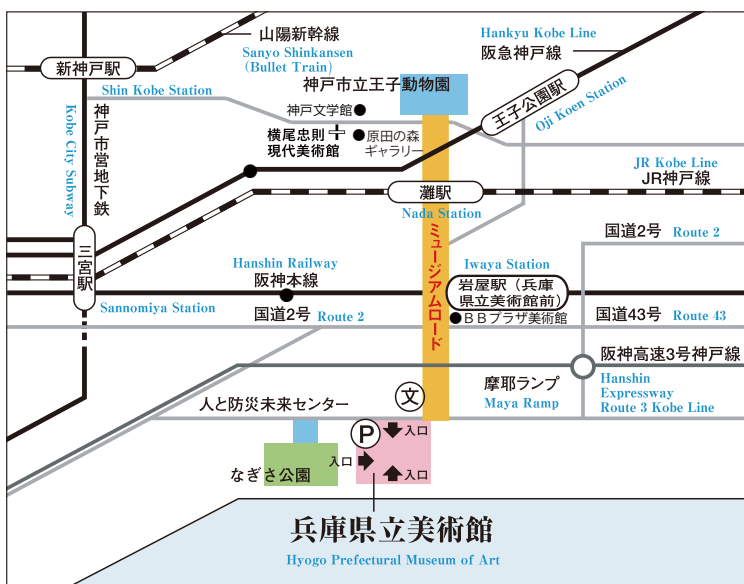 山陽新幹線
Sanyo Shinkansen
(Bullet Train)
Hankyu Kobe Line
阪急神戸線
新神戸駅
Shin Kobe Station
神戸市立王子動物園
神戸文学館
横尾忠則
現代美術館
原田の森
ギャラリー
王子公園駅
Oji Koen Station
Kobe City Subway
神戸市営地下鉄
JR Kobe Line
JR神戸線
灘駅
Nada Station
ミュージアムロード
国道2号 Route 2
三宮駅
Sannomiya Station
Hanshin Railway
阪神本線
Iwaya Station
岩屋駅(兵庫
県立美術館前)
BBプラザ美術館
国道2号 Route 2
国道43号 Route 43
阪神高速3号神戸線
Hanshin
Expressway
Route 3 Kobe Line
摩耶ランプ
Maya Ramp
文
人と防災未来センター
P
入口
入口
入口
なぎさ公園
兵庫県立美術館
Hyogo Prefectural Museum of Art